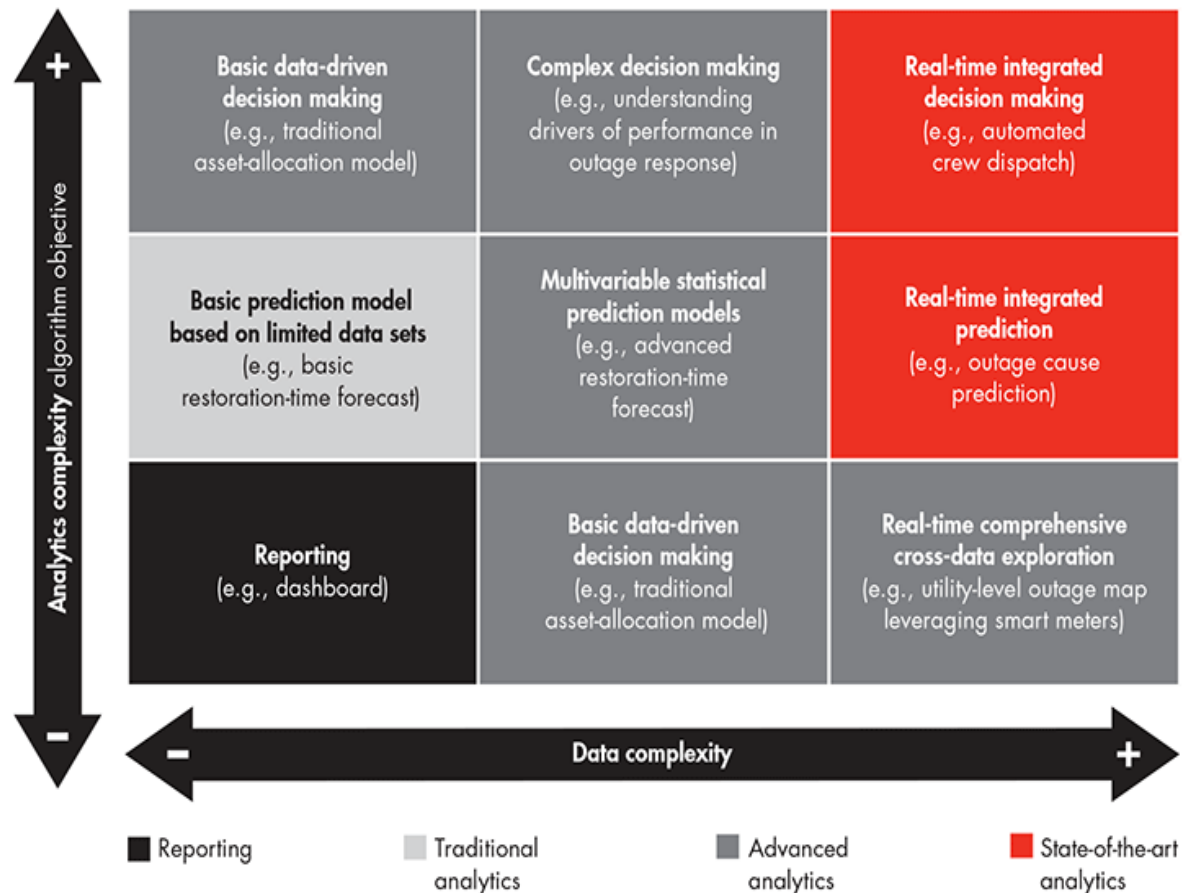 +
Analytics complexity algorithm objective
−
Basic data-driven
decision making
(e.g., traditional
asset-allocation model)
Complex decision making
(e.g., understanding
drivers of performance in
outage response)
Real-time integrated
decision making
(e.g., automated
crew dispatch)
Basic prediction model
based on limited data sets
(e.g., basic
restoration-time forecast)
Multivariable statistical
prediction models
(e.g., advanced
restoration-time
forecast)
Real-time integrated
prediction
(e.g., outage cause
prediction)
Reporting
(e.g., dashboard)
Basic data-driven
decision making
(e.g., traditional
asset-allocation model)
Real-time comprehensive
cross-data exploration
(e.g., utility-level outage map
leveraging smart meters)
−
Data complexity
+
Reporting
Traditional
analytics
Advanced
analytics
State-of-the-art
analytics